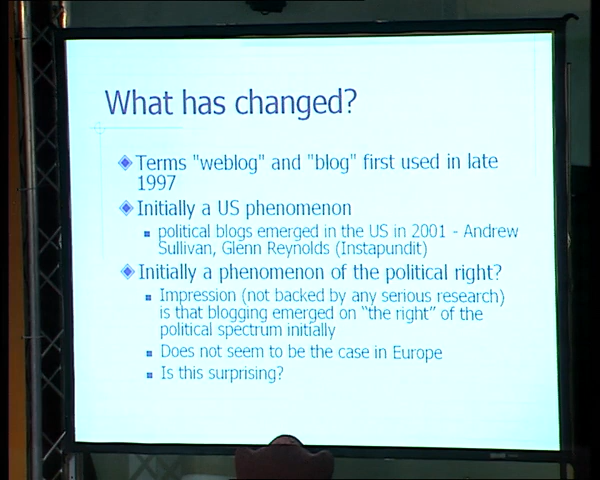 What has changed?
Terms "weblog" and "blog" first used in late
1997
Initially a US phenomenon
political blogs emerged in the US in 2001 - Andrew
Sullivan, Glenn Reynolds (Instapundit)
Initially a phenomenon of the political right?
Impression (not backed by any serious research)
is that blogging emerged on “the right” of the
political spectrum initially
Does not seem to be the case in Europe
Is this surprising?